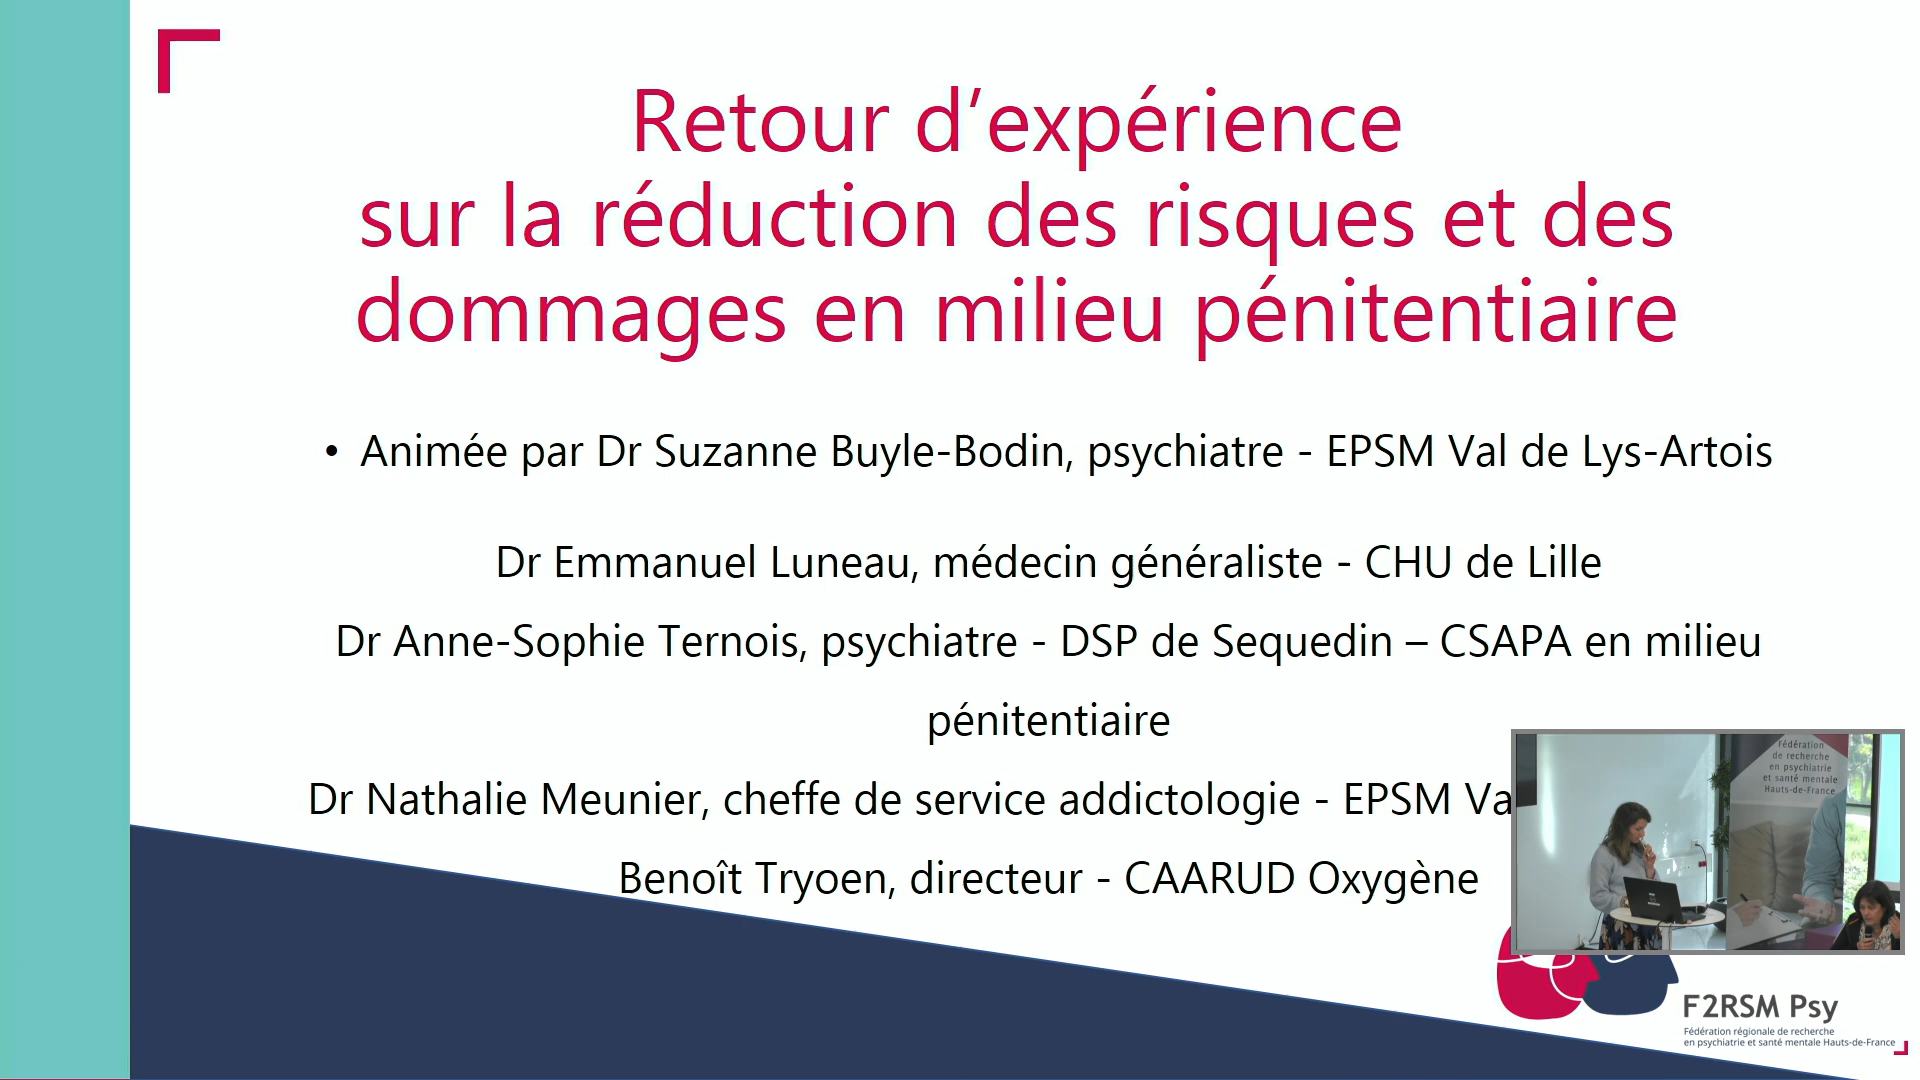 Retour d’expérience
sur la réduction des risques et des
dommages en milieu pénitentiaire
• Animée par Dr Suzanne Buyle-Bodin, psychiatre - EPSM Val de Lys-Artois
Dr Emmanuel Luneau, médecin généraliste - CHU de Lille
Dr Anne-Sophie Ternois, psychiatre - DSP de Sequedin – CSAPA en milieu
pénitentiaire
Dr Nathalie Meunier, cheffe de service addictologie - EPSM Va
Benoît Tryoen, directeur - CAARUD Oxygène
Fédération
de recherche
en psychiatrie
et santé mentale
Hauts-de-France
F2RSM Psy
Fédération régionale de recherche
en psychiatrie et santé mentale Hauts-de-France